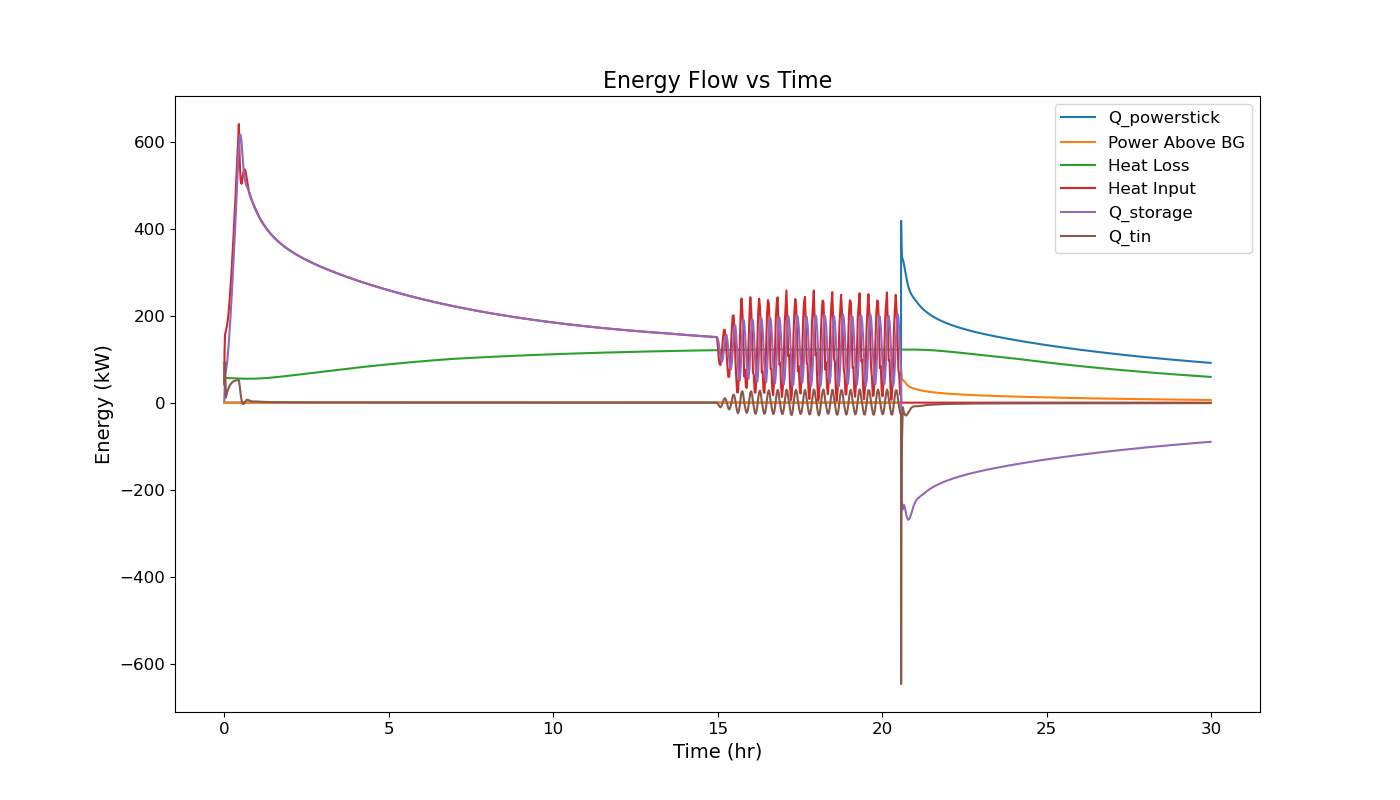 Energy Flow vs Time
Energy (kW)
600
400
200
0
−200
−400
−600
0 5 10 15 20 25 30
Time (hr)
Q_powerstick
Power Above BG
Heat Loss
Heat Input
Q_storage
Q_tin